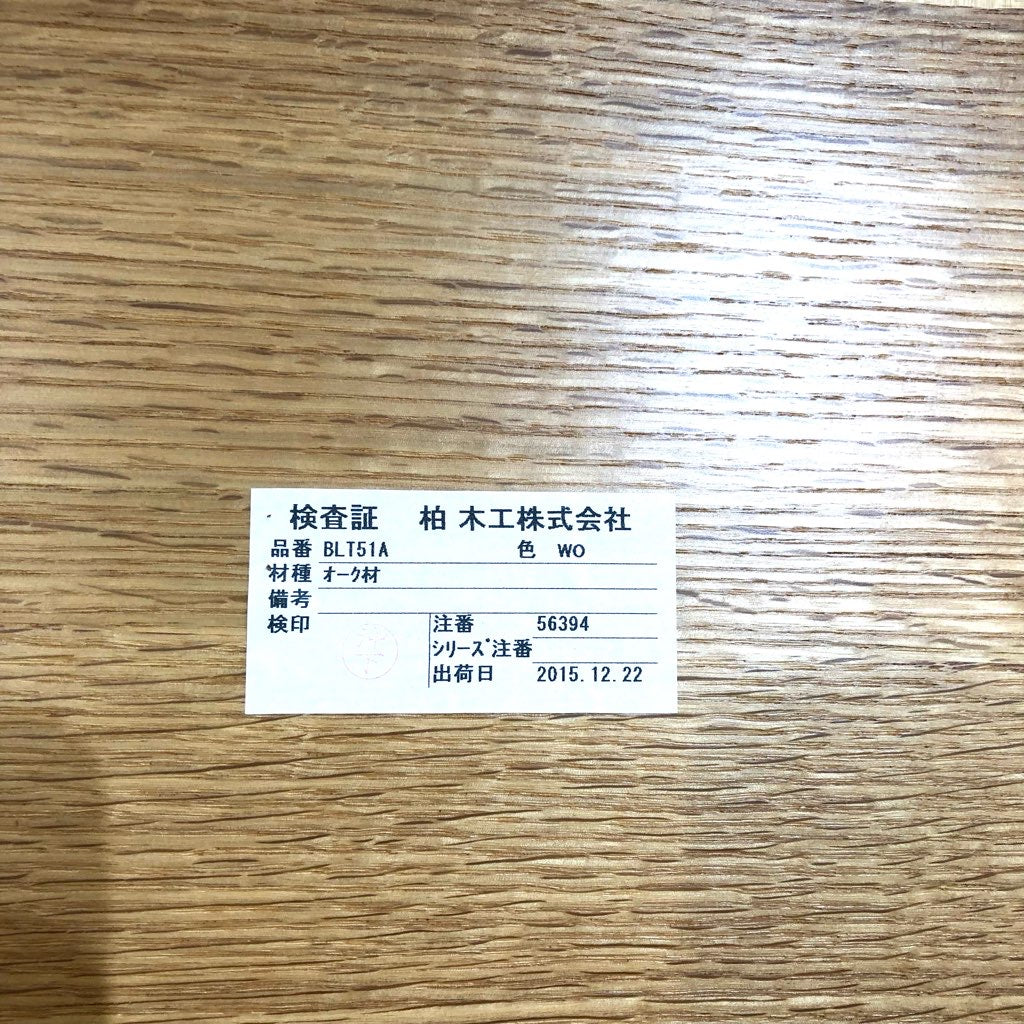 検査証 柏木工株式会社
品番 BLT51A 色 WO
材種 オーク材
備考
検印 注番 56394
シリーズ注番
出荷日 2015.12.22